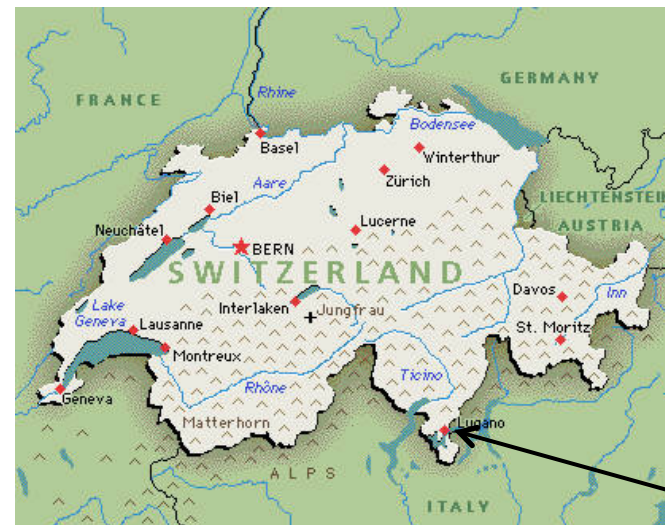 GERMANY
FRANCE
Rhine
Bodensee
Basel
Winterthur
Zürich
Aare
Biel
LIECHTENSTEIN
Lucerne
AUSTRIA
Neuchâtel
BERN
SWITZERLAND
Davos
Inn
Lake
Geneva
Interlaken
Jungfrau
Lausanne
St. Moritz
Montreux
Ticino
Rhône
Geneva
Matterhorn
Lugano
ALPS
ITALY